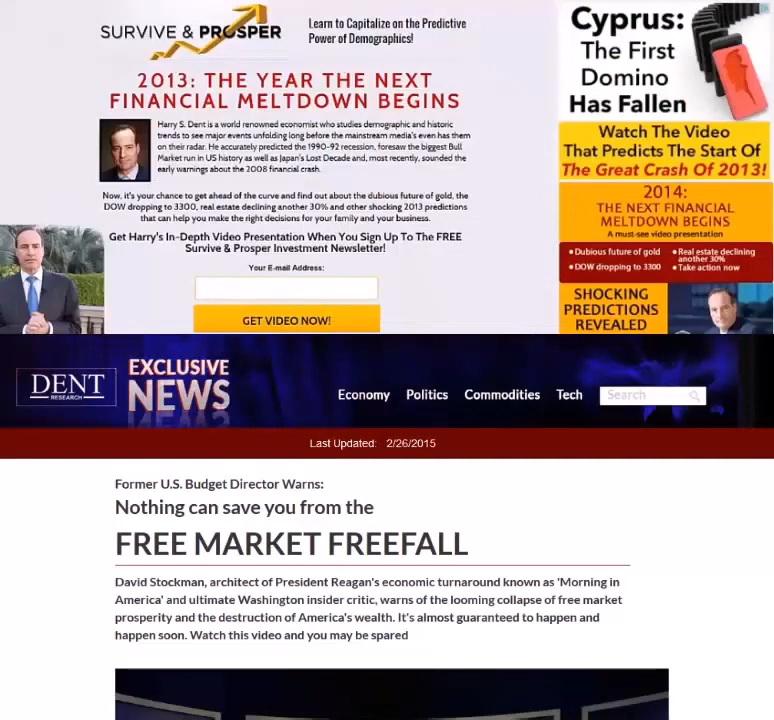 SURVIVE & PROSPER
Learn to Capitalize on the Predictive
Power of Demographics!
2013: THE YEAR THE NEXT
FINANCIAL MELTDOWN BEGINS
Harry S. Dent is a world renowned economist who studies demographic and historic
trends to see major events unfolding long before the mainstream media's even has them
on their radar. He accurately predicted the 1990-92 recession, foresaw the biggest Bull
Market run in US history as well as Japan's Lost Decade and, most recently, sounded the
early warnings about the 2008 financial crash.
Now, it's your chance to get ahead of the curve and find out about the dubious future of gold, the
DOW dropping to 3300, real estate declining another 30% and other shocking 2013 predictions
that can help you make the right decisions for your family and your business.
Get Harry's In-Depth Video Presentation When You Sign Up To The FREE
Survive & Prosper Investment Newsletter!
Your E-mail Address:
GET VIDEO NOW!
Cyprus:
The First
Domino
Has Fallen
Watch The Video
That Predicts The Start Of
The Great Crash Of 2013!
2014:
THE NEXT FINANCIAL
MELTDOWN BEGINS
A must-see video presentation
• Dubious future of gold
• DOW dropping to 3300
• Real estate declining
another 30%
• Take action now
SHOCKING
PREDICTIONS
REVEALED
DENT
RESEARCH
EXCLUSIVE
NEWS
Economy Politics Commodities Tech Search
Last Updated: 2/26/2015
Former U.S. Budget Director Warns:
Nothing can save you from the
FREE MARKET FREEFALL
David Stockman, architect of President Reagan's economic turnaround known as 'Morning in
America' and ultimate Washington insider critic, warns of the looming collapse of free market
prosperity and the destruction of America's wealth. It's almost guaranteed to happen and
happen soon. Watch this video and you may be spared